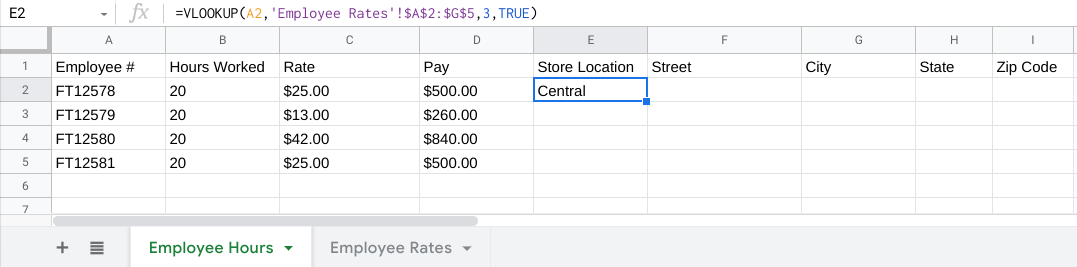 E2 fx =VLOOKUP(A2,'Employee Rates'!$A$2:$G$5,3,TRUE)
A B C D E F G H I
1 Employee # Hours Worked Rate Pay Store Location Street City State Zip Code
2 FT12578 20 $25.00 $500.00 Central
3 FT12579 20 $13.00 $260.00
4 FT12580 20 $42.00 $840.00
5 FT12581 20 $25.00 $500.00
6
7
+ Employee Hours Employee Rates